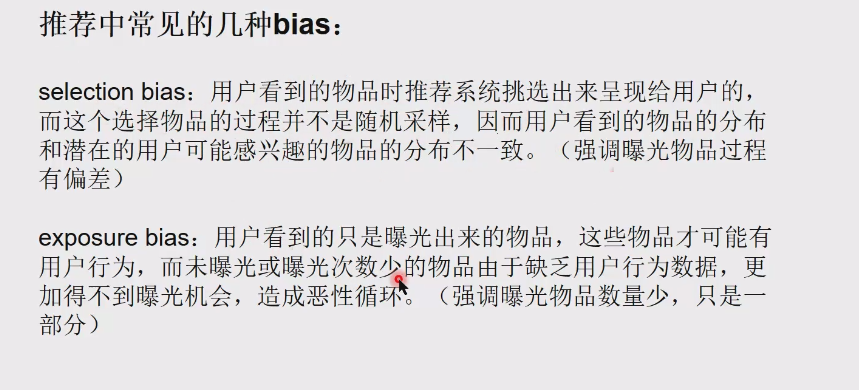 推荐中常见的几种bias：
selection bias：用户看到的物品时推荐系统挑选出来呈现给用户的，
而这个选择物品的过程并不是随机采样，因而用户看到的物品的分布
和潜在的用户可能感兴趣的物品的分布不一致。（强调曝光物品过程
有偏差）
exposure bias：用户看到的只是曝光出来的物品，这些物品才可能有
用户行为，而未曝光或曝光次数少的物品由于缺乏用户行为数据，更
加得不到曝光机会，造成恶性循环。（强调曝光物品数量少，只是一
部分）